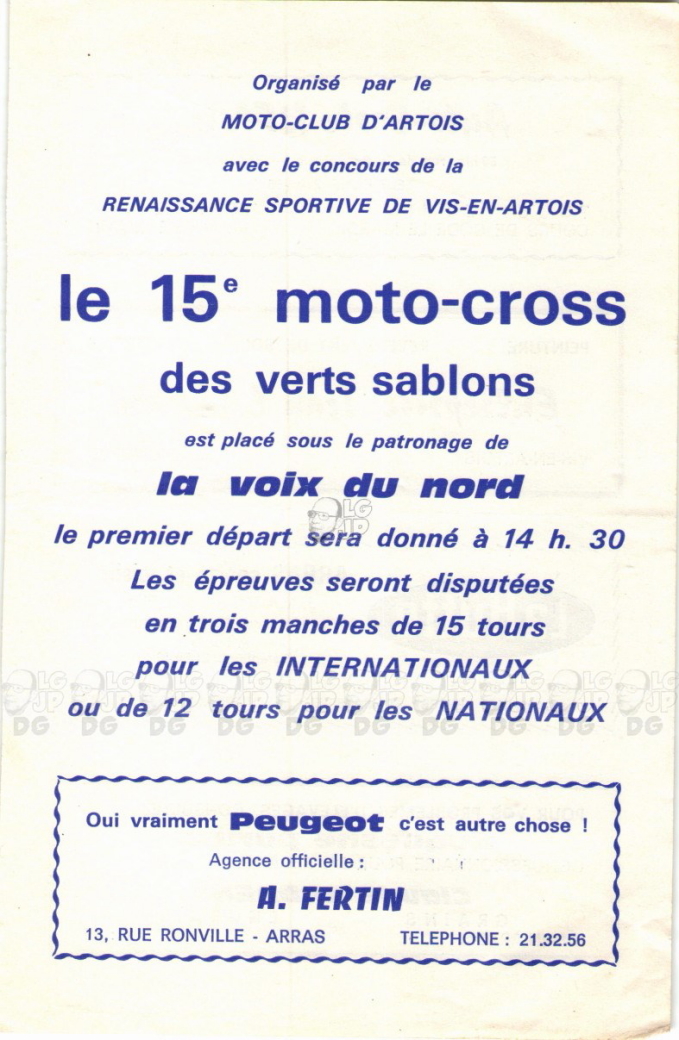 Organisé par le
MOTO-CLUB D'ARTOIS
avec le concours de la
RENAISSANCE SPORTIVE DE VIS-EN-ARTOIS
le 15e moto-cross
des verts sablons
est placé sous le patronage de
la voix du nord
le premier départ sera donné à 14 h. 30
Les épreuves seront disputées
en trois manches de 15 tours
pour les INTERNATIONAUX
ou de 12 tours pour les NATIONAUX
Oui vraiment Peugeot c'est autre chose !
Agence officielle :
A. FERTIN
13, RUE RONVILLE - ARRAS TELEPHONE : 21.32.56